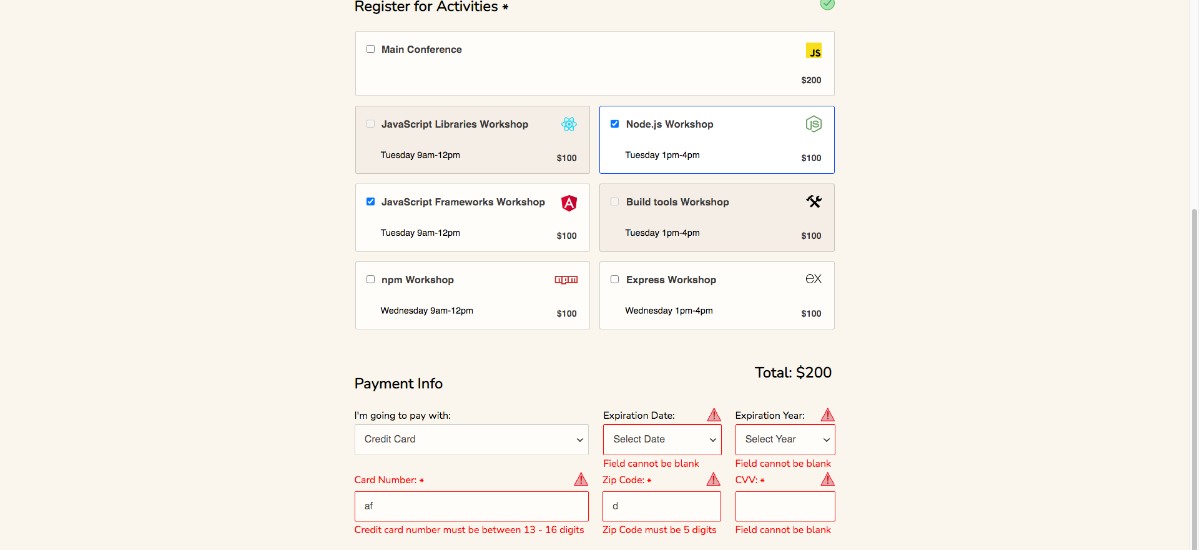 Register for Activities *
Main Conference
JS
$200
JavaScript Libraries Workshop
Tuesday 9am-12pm
$100
Node.js Workshop
JS
Tuesday 1pm-4pm
$100
JavaScript Frameworks Workshop
A
Tuesday 9am-12pm
$100
Build tools Workshop
Tuesday 1pm-4pm
$100
npm Workshop
npm
Wednesday 9am-12pm
$100
Express Workshop
ex
Wednesday 1pm-4pm
$100
Total: $200
Payment Info
I'm going to pay with:
Credit Card
Expiration Date:
Select Date
Field cannot be blank
Expiration Year:
Select Year
Field cannot be blank
Card Number: *
af
Credit card number must be between 13 - 16 digits
Zip Code: *
d
Zip Code must be 5 digits
CVV: *
Field cannot be blank